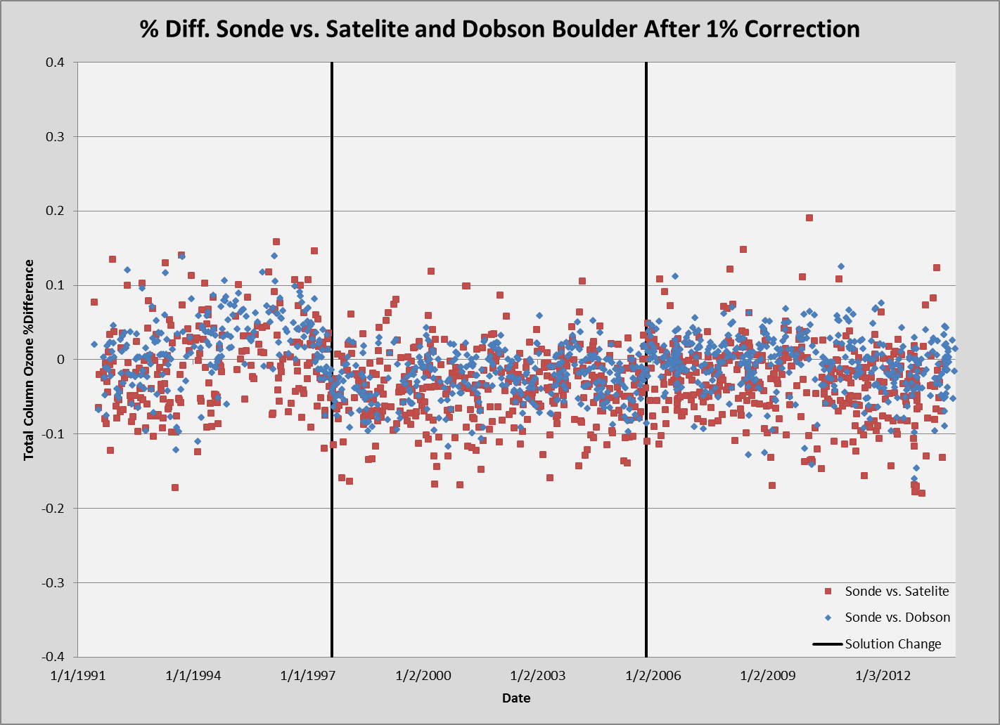 % Diff. Sonde vs. Satelite and Dobson Boulder After 1% Correction
0.4
0.3
0.2
0.1
0
-0.1
-0.2
-0.3
-0.4
Total Column Ozone %Difference
Sonde vs. Satelite
Sonde vs. Dobson
Solution Change
1/1/1991 1/1/1994 1/1/1997 1/2/2000 1/2/2003 1/2/2006 1/2/2009 1/3/2012
Date